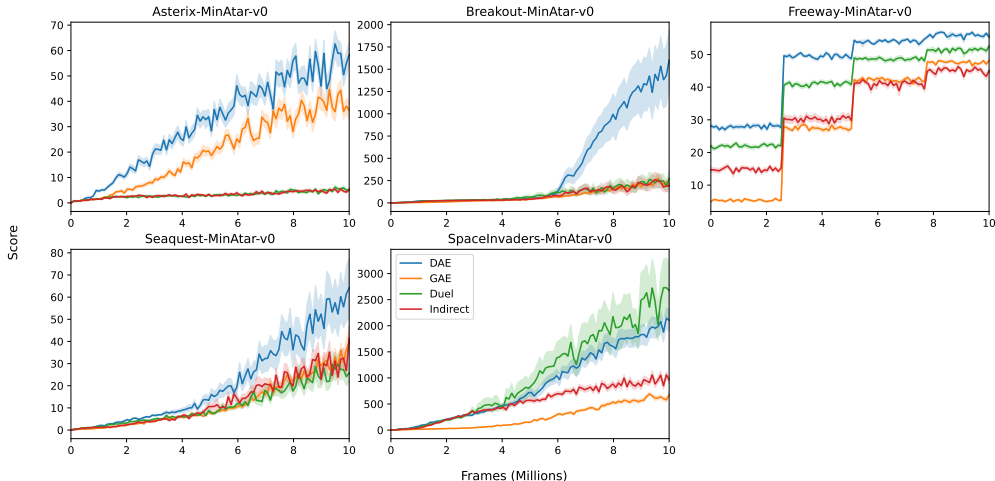 Asterix-MinAtar-v0
70
60
50
40
30
20
10
0
0 2 4 6 8 10
Breakout-MinAtar-v0
2000
1750
1500
1250
1000
750
500
250
0
0 2 4 6 8 10
Freeway-MinAtar-v0
50
40
30
20
10
0 2 4 6 8 10
Score
Seaquest-MinAtar-v0
80
70
60
50
40
30
20
10
0
0 2 4 6 8 10
SpaceInvaders-MinAtar-v0
3000
2500
2000
1500
1000
500
0
0 2 4 6 8 10
DAE
GAE
Duel
Indirect
Frames (Millions)